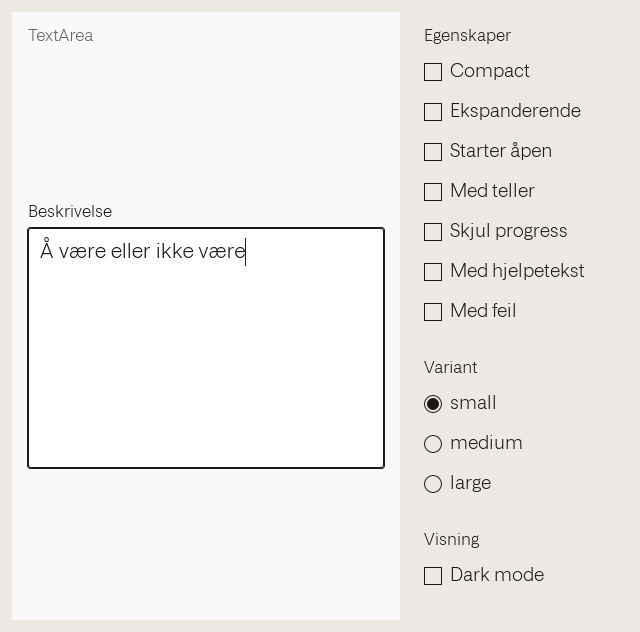 TextArea
Beskrivelse
Å være eller ikke være
Egenskaper
Compact
Ekspanderende
Starter åpen
Med teller
Skjul progress
Med hjelpetekst
Med feil
Variant
small
medium
large
Visning
Dark mode